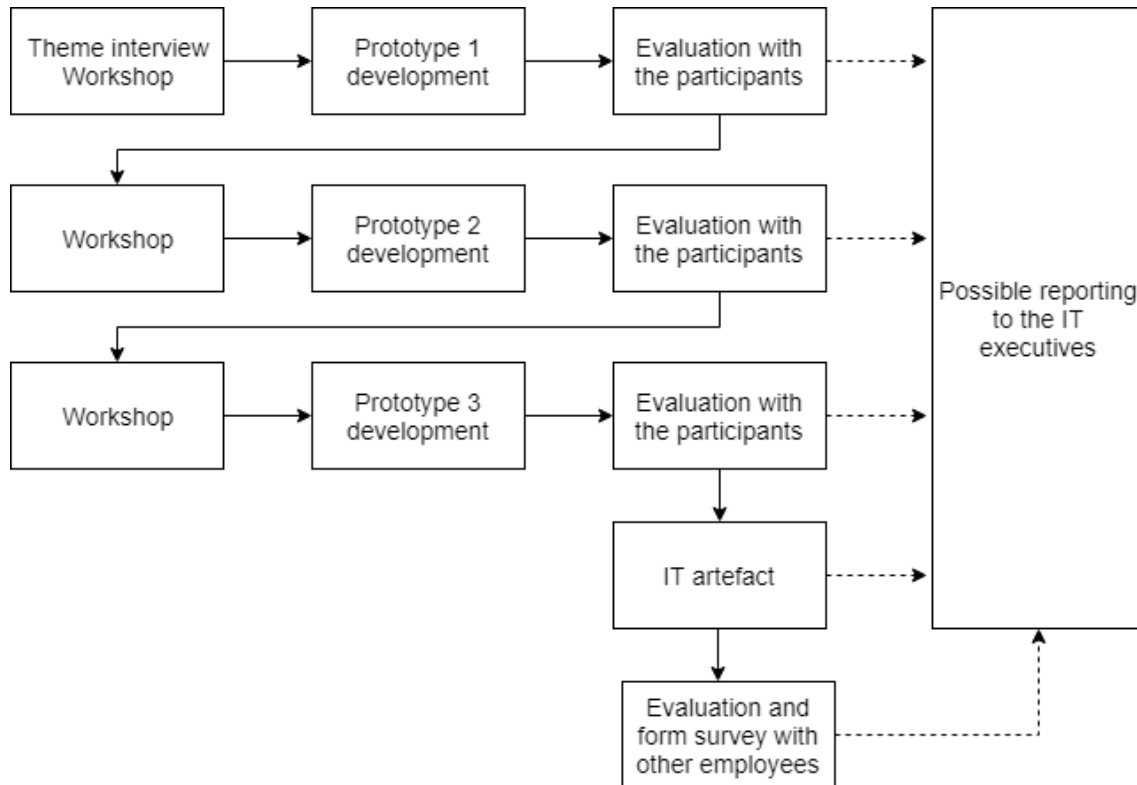 Theme interview
Workshop
Prototype 1
development
Evaluation with
the participants
Workshop
Prototype 2
development
Evaluation with
the participants
Possible reporting
to the IT
executives
Workshop
Prototype 3
development
Evaluation with
the participants
IT artefact
Evaluation and
form survey with
other employees